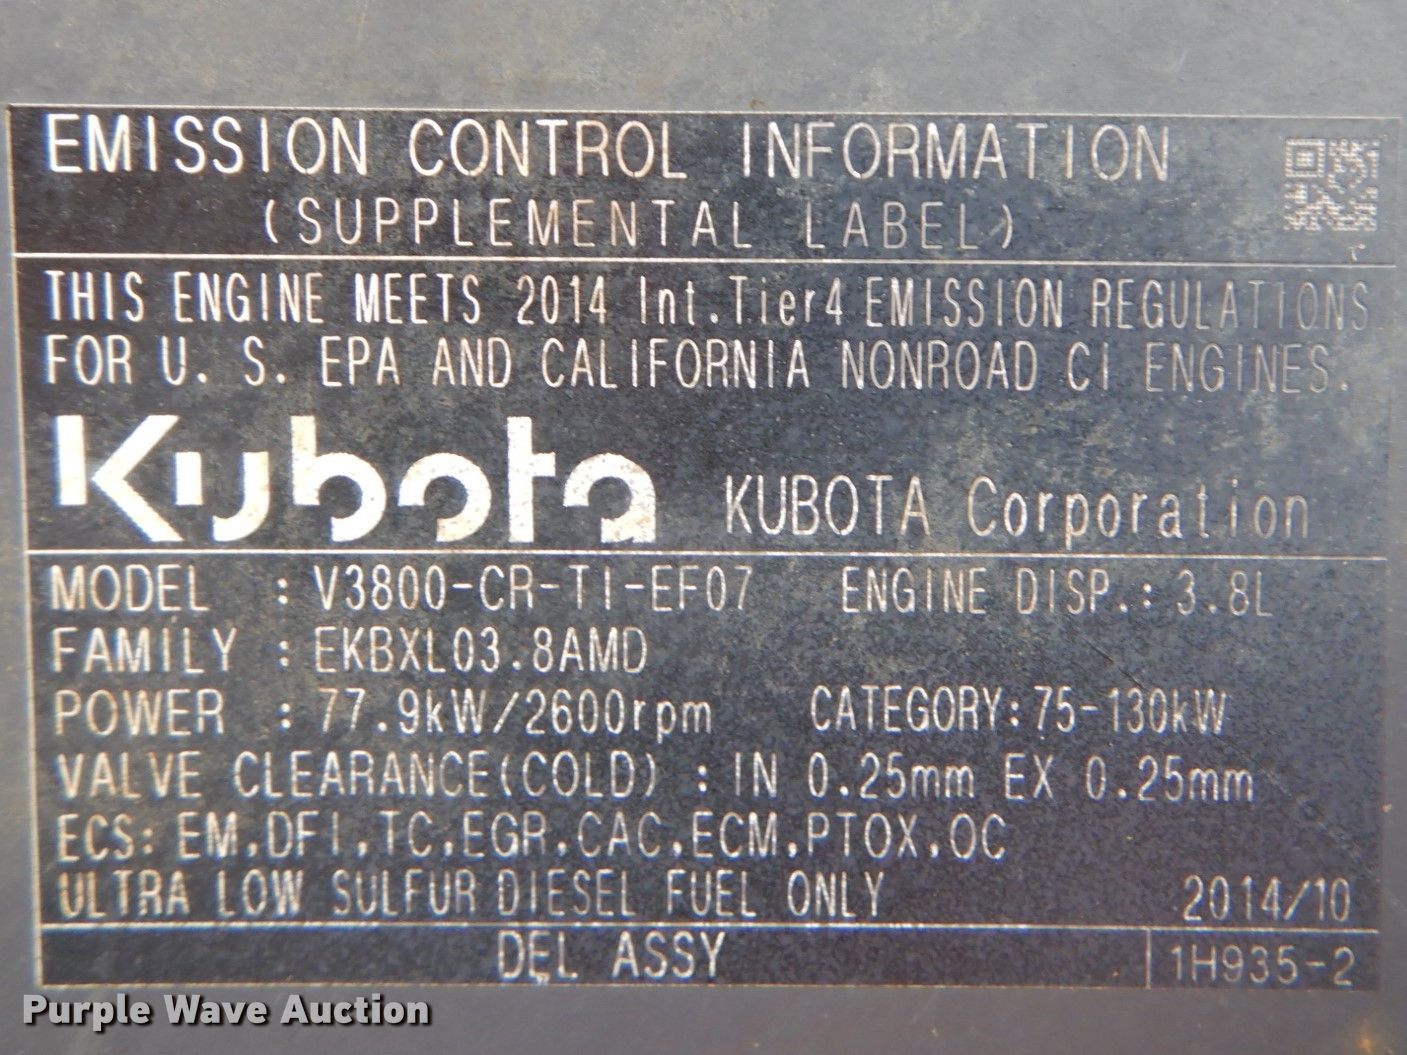 EMISSION CONTROL INFORMATION
(SUPPLEMENTAL LABEL)
THIS ENGINE MEETS 2014 Int.Tier4 EMISSION REGULATIONS
FOR U. S. EPA AND CALIFORNIA NONROAD CI ENGINES.
Kubota KUBOTA Corporation
MODEL : V3800-CR-TI-EF07 ENGINE DISP.: 3.8L
FAMILY : EKBXL03.8AMD
POWER : 77.9kW/2600rpm CATEGORY:75-130kW
VALVE CLEARANCE(COLD) : IN 0.25mm EX 0.25mm
ECS: EM,DFI,TC,EGR,CAC,ECM,PTOX,OC
ULTRA LOW SULFUR DIESEL FUEL ONLY 2014/10
DEL ASSY 1H935-2
Purple Wave Auction